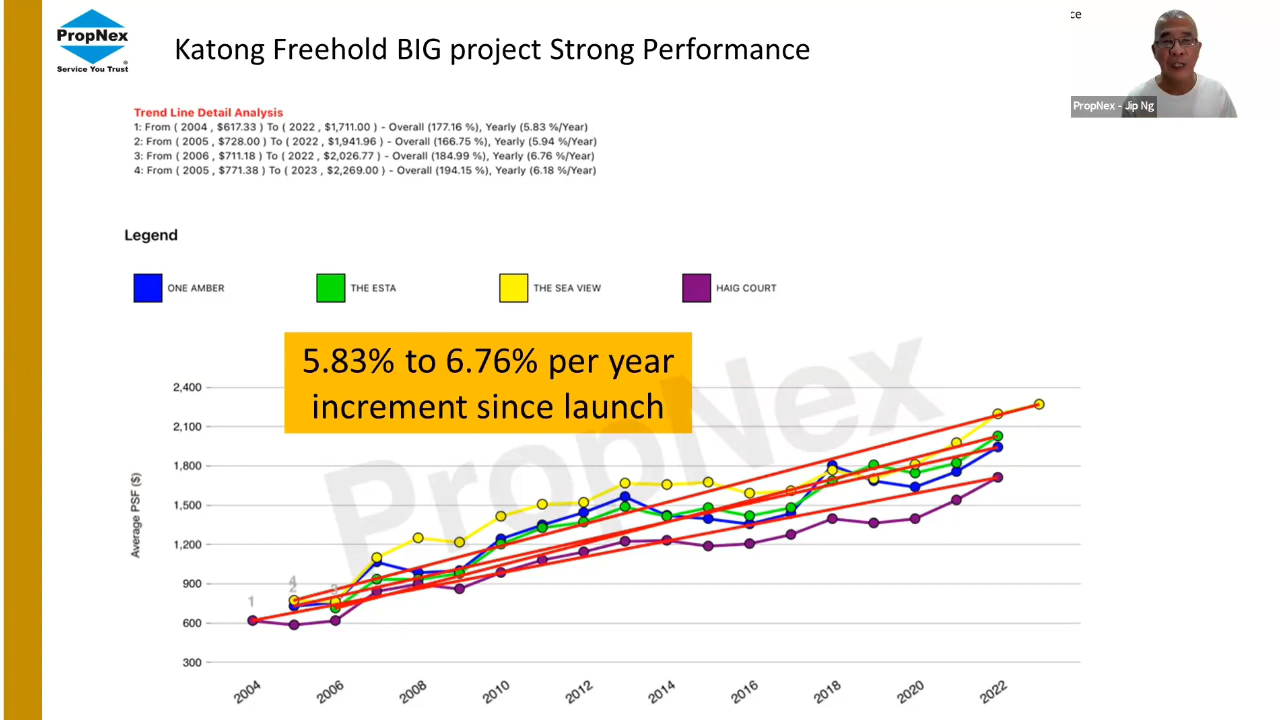 PropNex
Service You Trust
Katong Freehold BIG project Strong Performance
ce
PropNex - Jip Ng
Trend Line Detail Analysis
1: From ( 2004 , $617.33 ) To ( 2022 , $1,711.00 ) - Overall (177.16 %), Yearly (5.83 %/Year)
2: From ( 2005 , $728.00 ) To ( 2022 , $1,941.96 ) - Overall (166.75 %), Yearly (5.94 %/Year)
3: From ( 2006 , $711.18 ) To ( 2022 , $2,026.77 ) - Overall (184.99 %), Yearly (6.76 %/Year)
4: From ( 2005 , $771.38 ) To ( 2023 , $2,269.00 ) - Overall (194.15 %), Yearly (6.18 %/Year)
Legend
ONE AMBER
THE ESTA
THE SEA VIEW
HAIG COURT
5.83% to 6.76% per year
increment since launch
PropNex
Average PSF ($)
2,400
2,100
1,800
1,500
1,200
900
600
300
1
4
2
3
2004
2006
2008
2010
2012
2014
2016
2018
2020
2022